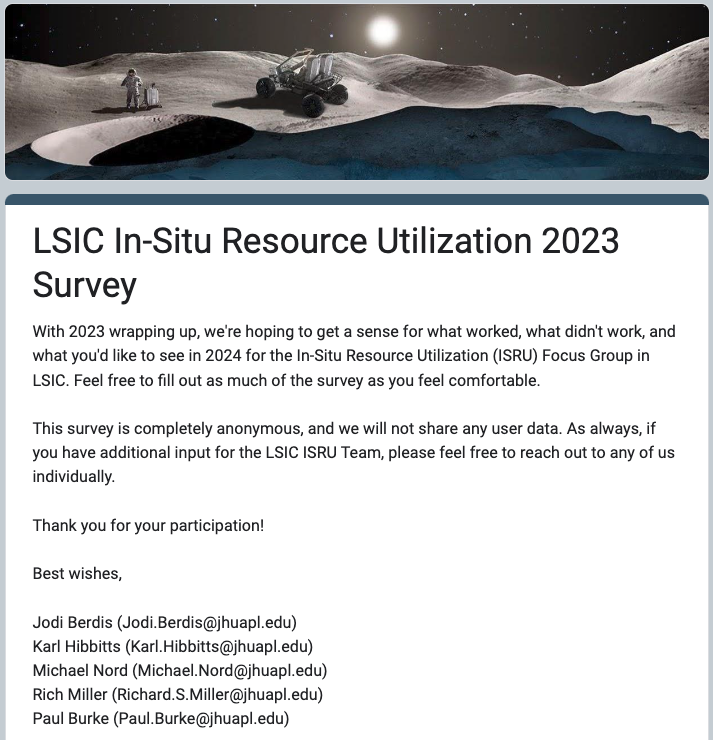 LSIC In-Situ Resource Utilization 2023
Survey
With 2023 wrapping up, we're hoping to get a sense for what worked, what didn't work, and
what you'd like to see in 2024 for the In-Situ Resource Utilization (ISRU) Focus Group in
LSIC. Feel free to fill out as much of the survey as you feel comfortable.
This survey is completely anonymous, and we will not share any user data. As always, if
you have additional input for the LSIC ISRU Team, please feel free to reach out to any of us
individually.
Thank you for your participation!
Best wishes,
Jodi Berdis (Jodi.Berdis@jhuapl.edu)
Karl Hibbitts (Karl.Hibbitts@jhuapl.edu)
Michael Nord (Michael.Nord@jhuapl.edu)
Rich Miller (Richard.S.Miller@jhuapl.edu)
Paul Burke (Paul.Burke@jhuapl.edu)